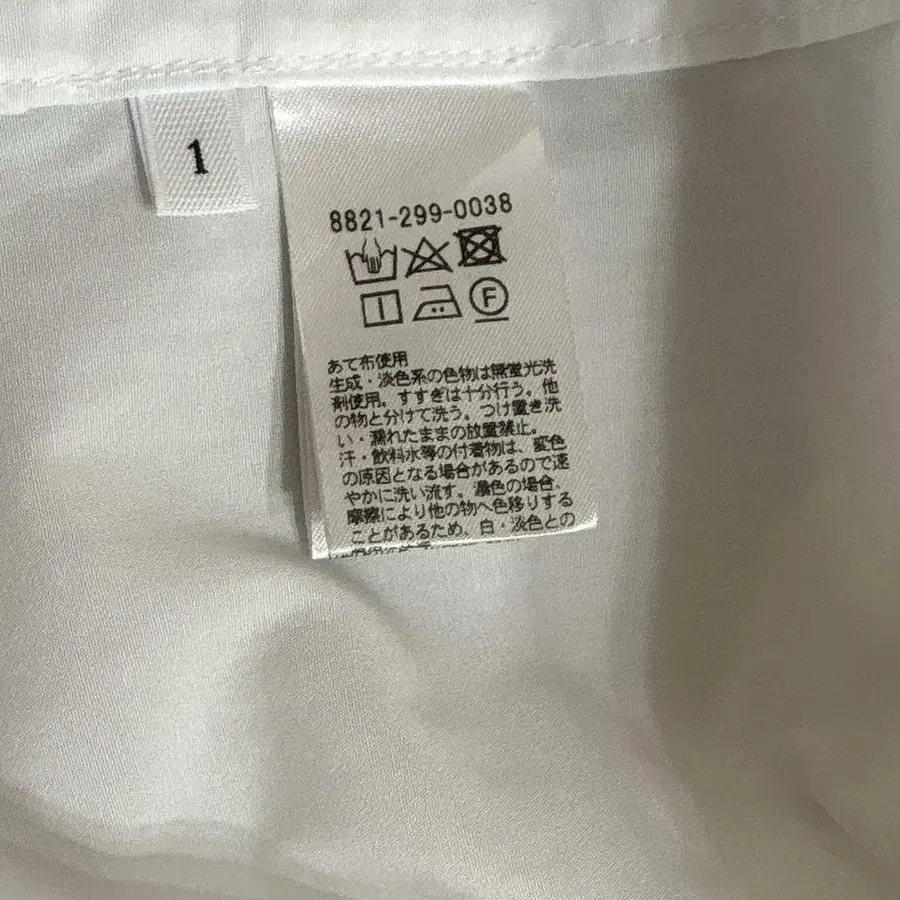 1
8821-299-0038
F
あて布使用
生成・淡色系の色物は無蛍光洗
剤使用。すすぎは十分行う。他
の物と分けて洗う。つけ置き洗
い・濡れたままの放置禁止。
汗・飲料水等の付着物は、変色
の原因となる場合があるので速
やかに洗い流す。濃色の場合、
摩擦により他の物へ色移りする
ことがあるため、白・淡色との